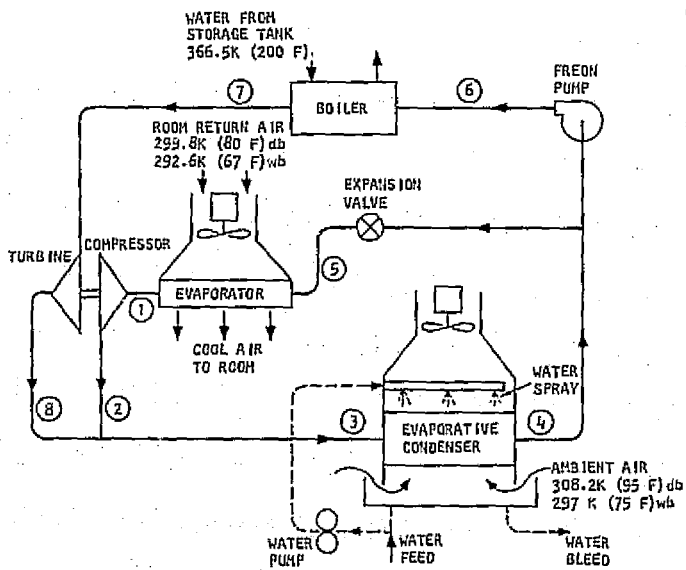 WATER FROM
STORAGE TANK
366.5K (200 F)
7
BOILER
6
FREON
PUMP
ROOM RETURN AIR
299.8K (80 F)db
292.6K (67 F)wb
EXPANSION
VALVE
TURBINE
COMPRESSOR
5
1
EVAPORATOR
COOL AIR
TO ROOM
WATER
SPRAY
8
2
3
EVAPORATIVE
CONDENSER
4
AMBIENT AIR
308.2K (95 F)db
297 K (75 F)wb
WATER
PUMP
WATER
FEED
WATER
BLEED